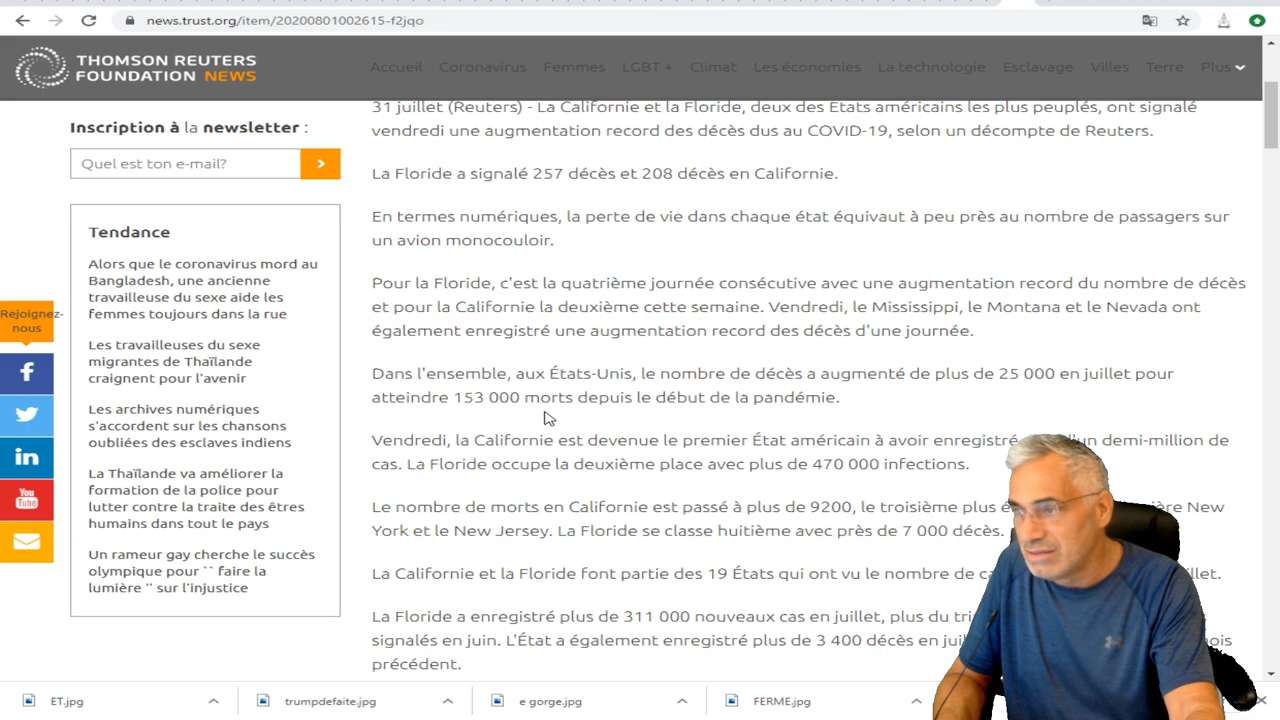 news.trust.org/item/20200801002615-f2jqo
THOMSON REUTERS
FOUNDATION NEWS
Accueil Coronavirus Femmes LGBT + Climat Les économies La technologie Esclavage Villes Terre Plus
Inscription à la newsletter :
Quel est ton e-mail?
Tendance
Alors que le coronavirus mord au
Bangladesh, une ancienne
travailleuse du sexe aide les
femmes toujours dans la rue
Les travailleuses du sexe
migrantes de Thaïlande
craignent pour l'avenir
Les archives numériques
s'accordent sur les chansons
oubliées des esclaves indiens
La Thaïlande va améliorer la
formation de la police pour
lutter contre la traite des êtres
humains dans tout le pays
Un rameur gay cherche le succès
olympique pour `` faire la
lumière '' sur l'injustice
Rejoignez-
nous
31 juillet (Reuters) - La Californie et la Floride, deux des États américains les plus peuplés, ont signalé
vendredi une augmentation record des décès dus au COVID-19, selon un décompte de Reuters.
La Floride a signalé 257 décès et 208 décès en Californie.
En termes numériques, la perte de vie dans chaque état équivaut à peu près au nombre de passagers sur
un avion monocouloir.
Pour la Floride, c'est la quatrième journée consécutive avec une augmentation record du nombre de décès
et pour la Californie la deuxième cette semaine. Vendredi, le Mississippi, le Montana et le Nevada ont
également enregistré une augmentation record des décès d'une journée.
Dans l'ensemble, aux États-Unis, le nombre de décès a augmenté de plus de 25 000 en juillet pour
atteindre 153 000 morts depuis le début de la pandémie.
Vendredi, la Californie est devenue le premier État américain à avoir enregistré d'un demi-million de
cas. La Floride occupe la deuxième place avec plus de 470 000 infections.
Le nombre de morts en Californie est passé à plus de 9200, le troisième plus New
York et le New Jersey. La Floride se classe huitième avec près de 7 000 décès.
La Californie et la Floride font partie des 19 États qui ont vu le nombre de
La Floride a enregistré plus de 311 000 nouveaux cas en juillet, plus du
signalés en juin. L'État a également enregistré plus de 3 400 décès en
précédent.
ET.jpg
trumpdefaite.jpg
e gorge.jpg
FERME.jpg